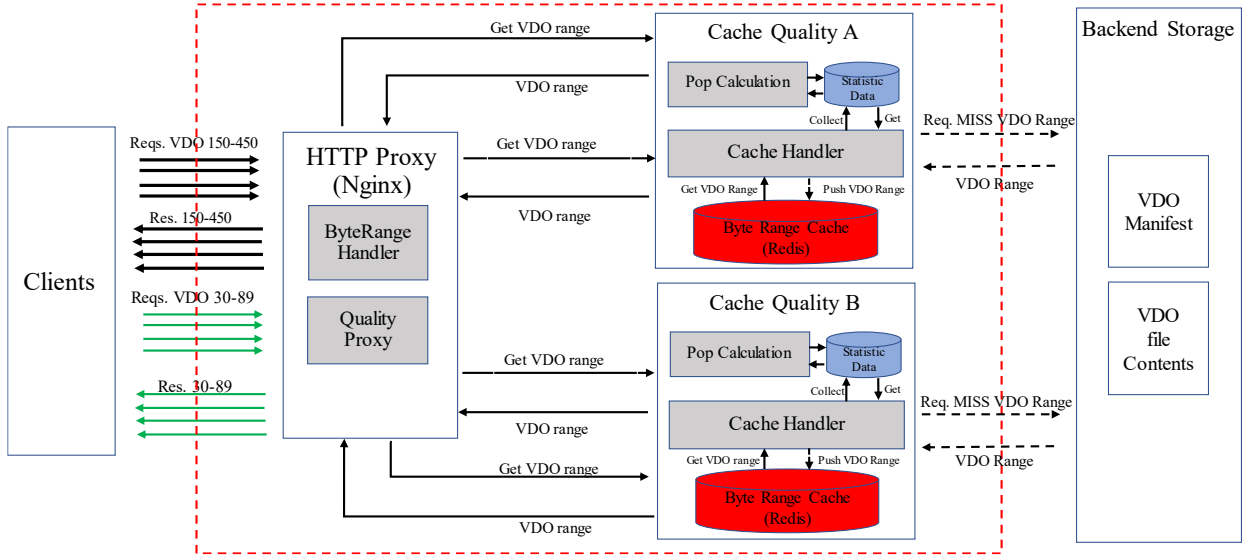 Clients
Reqs. VDO 150-450
Res. 150-450
Reqs. VDO 30-89
Res. 30-89
HTTP Proxy
(Nginx)
ByteRange
Handler
Quality
Proxy
Get VDO range
VDO range
Get VDO range
VDO range
Get VDO range
VDO range
Get VDO range
VDO range
Cache Quality A
Pop Calculation
Statistic
Data
Collect
Get
Cache Handler
Get VDO Range
Push VDO Range
Byte Range Cache
(Redis)
Cache Quality B
Pop Calculation
Statistic
Data
Collect
Get
Cache Handler
Get VDO range
Push VDO Range
Byte Range Cache
(Redis)
Req. MISS VDO Range
VDO Range
Req. MISS VDO Range
VDO Range
Backend Storage
VDO
Manifest
VDO
file
Contents